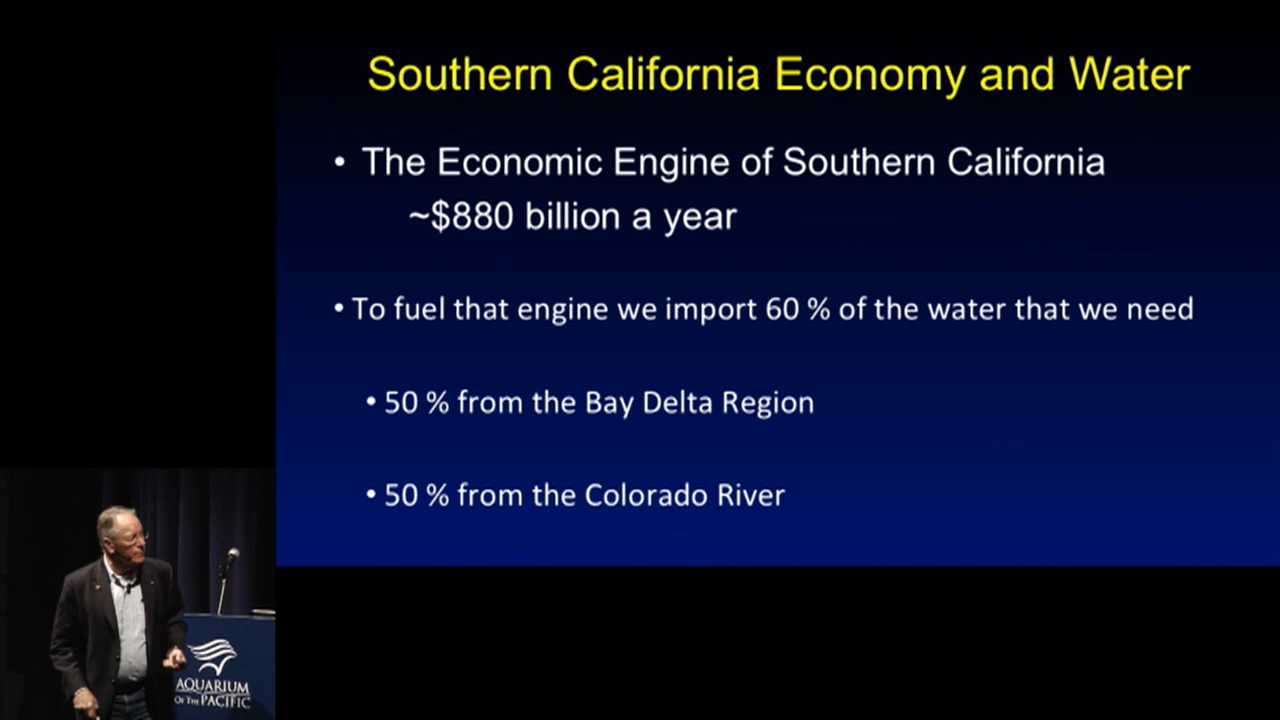 Southern California Economy and Water
• The Economic Engine of Southern California
~$880 billion a year
• To fuel that engine we import 60 % of the water that we need
• 50 % from the Bay Delta Region
• 50 % from the Colorado River
AQUARIUM
OF THE PACIFIC